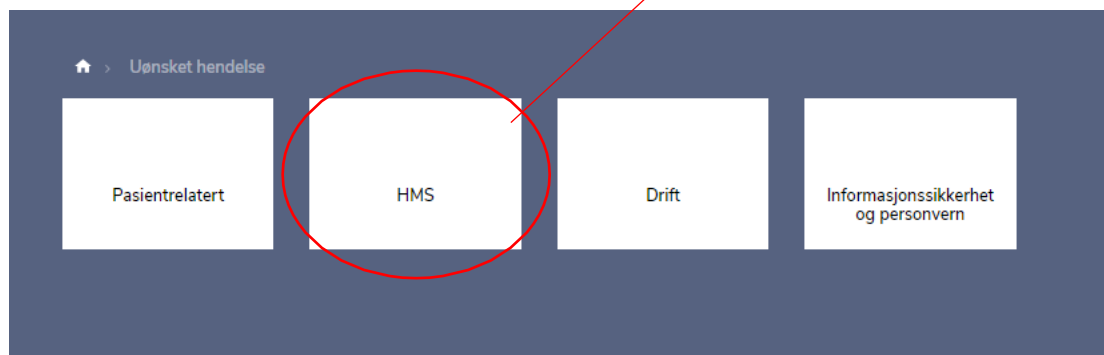 Uønsket hendelse
Pasientrelatert
HMS
Drift
Informasjonssikkerhet
og personvern